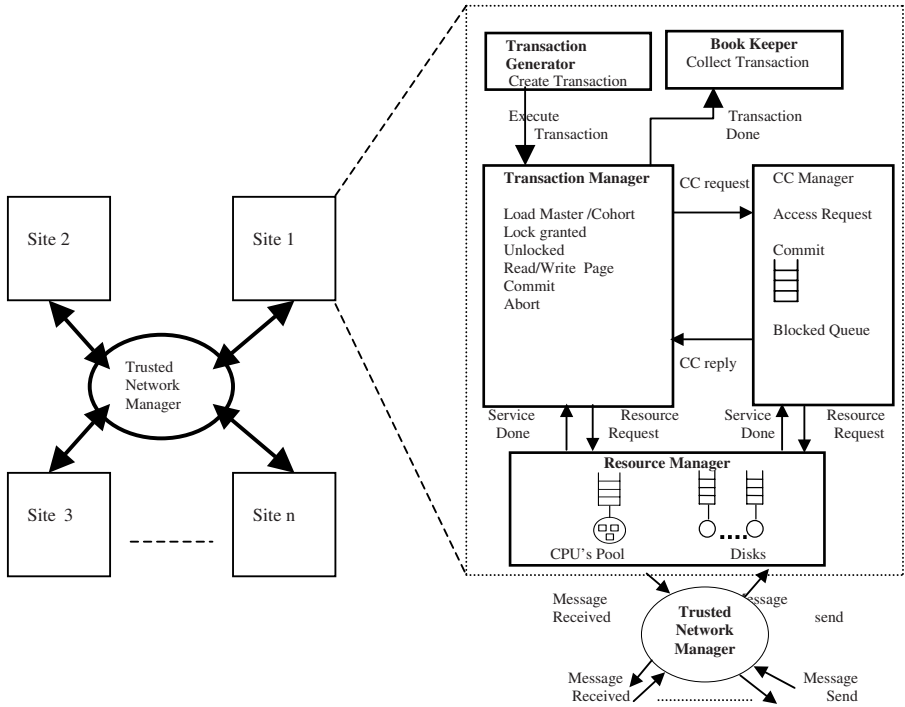 Site 2
Site 1
Trusted
Network
Manager
Site 3
Site n
Transaction
Generator
Create Transaction
Book Keeper
Collect Transaction
Execute
Transaction
Transaction
Done
Transaction Manager
Load Master /Cohort
Lock granted
Unlocked
Read/Write Page
Commit
Abort
CC request
CC reply
CC Manager
Access Request
Commit
Blocked Queue
Service
Done
Resource
Request
Service
Done
Resource
Request
Resource Manager
CPU's Pool
Disks
Message
Received
Message
send
Trusted
Network
Manager
Message
Received
Message
Send